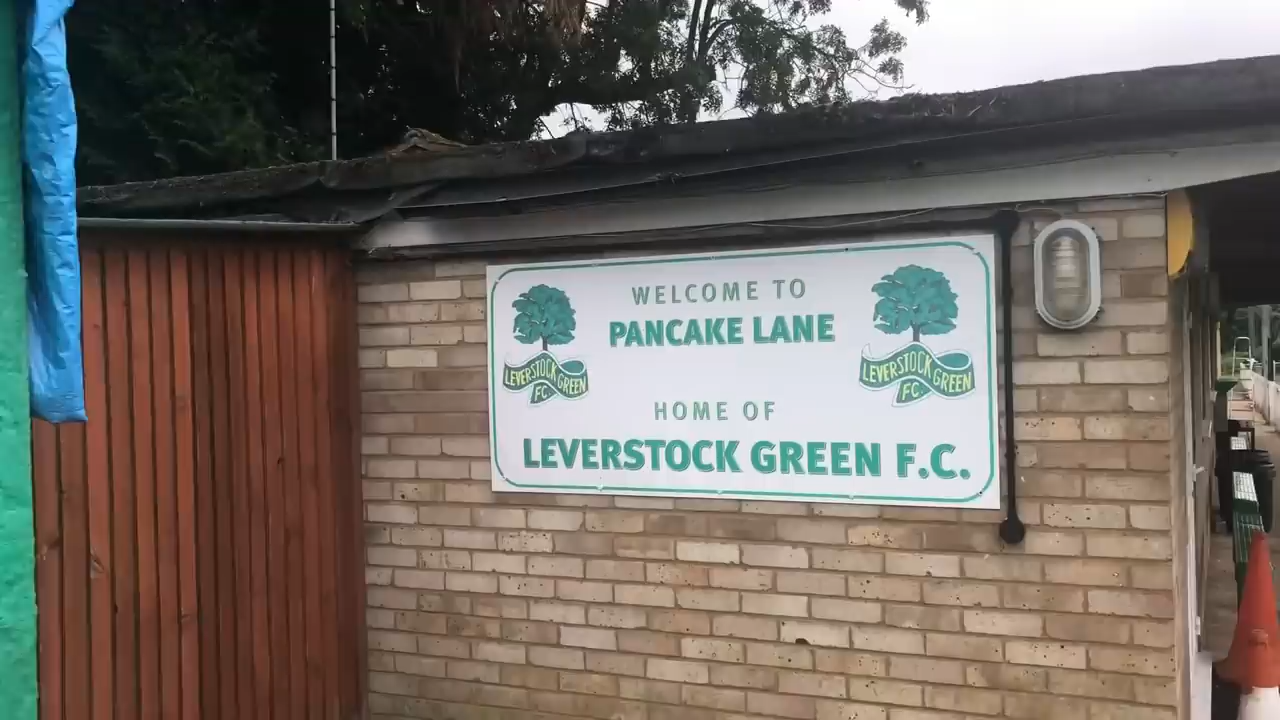 WELCOME TO
PANCAKE LANE
LEVERSTOCK GREEN
FC
LEVERSTOCK GREEN
FC
HOME OF
LEVERSTOCK GREEN F.C.